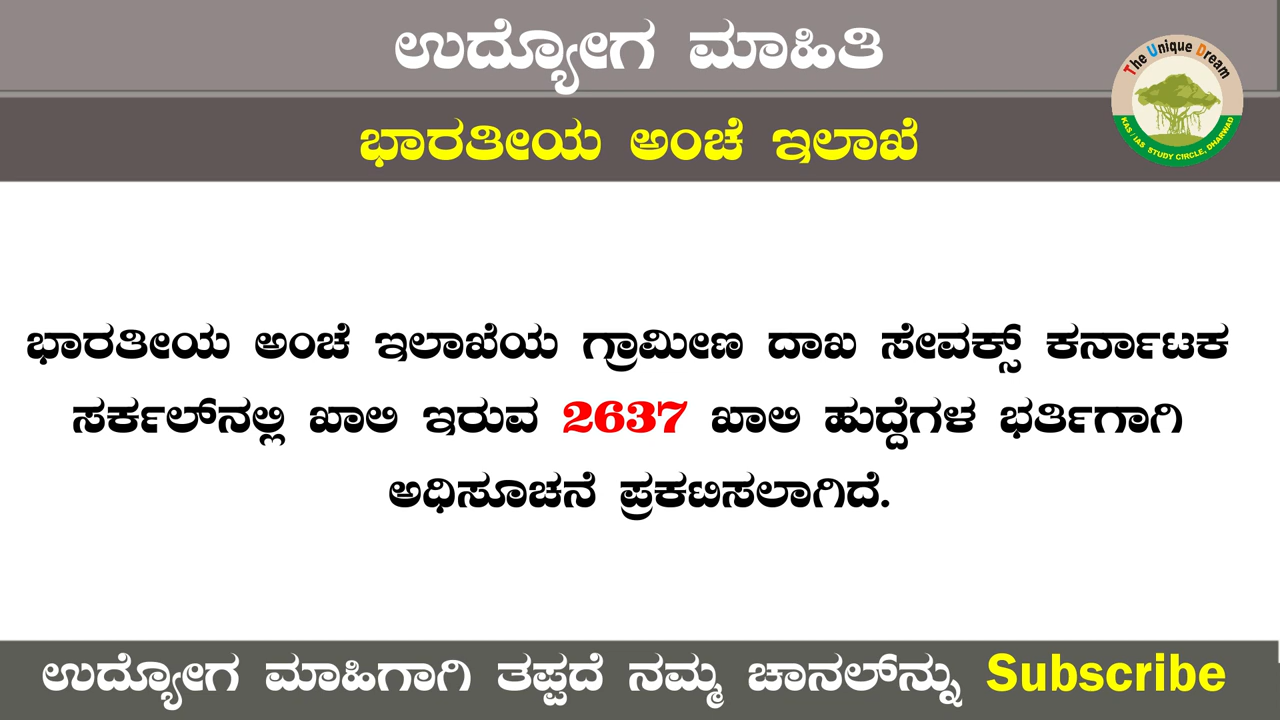 ಉದ್ಯೋಗ ಮಾಹಿತಿ
The Unique Dream
KAS / IAS STUDY CIRCLE, DHARWAD
ಭಾರತೀಯ ಅಂಚೆ ಇಲಾಖೆ
ಭಾರತೀಯ ಅಂಚೆ ಇಲಾಖೆಯ ಗ್ರಾಮೀಣ ದಾಖ ಸೇವಕ್ಸ್ ಕರ್ನಾಟಕ
ಸರ್ಕಲ್‌ನಲ್ಲಿ ಖಾಲಿ ಇರುವ 2637 ಖಾಲಿ ಹುದ್ದೆಗಳ ಭರ್ತಿಗಾಗಿ
ಅಧಿಸೂಚನೆ ಪ್ರಕಟಿಸಲಾಗಿದೆ.
ಉದ್ಯೋಗ ಮಾಹಿಗಾಗಿ ತಪ್ಪದೆ ನಮ್ಮ ಚಾನಲ್‌ನ್ನು Subscribe